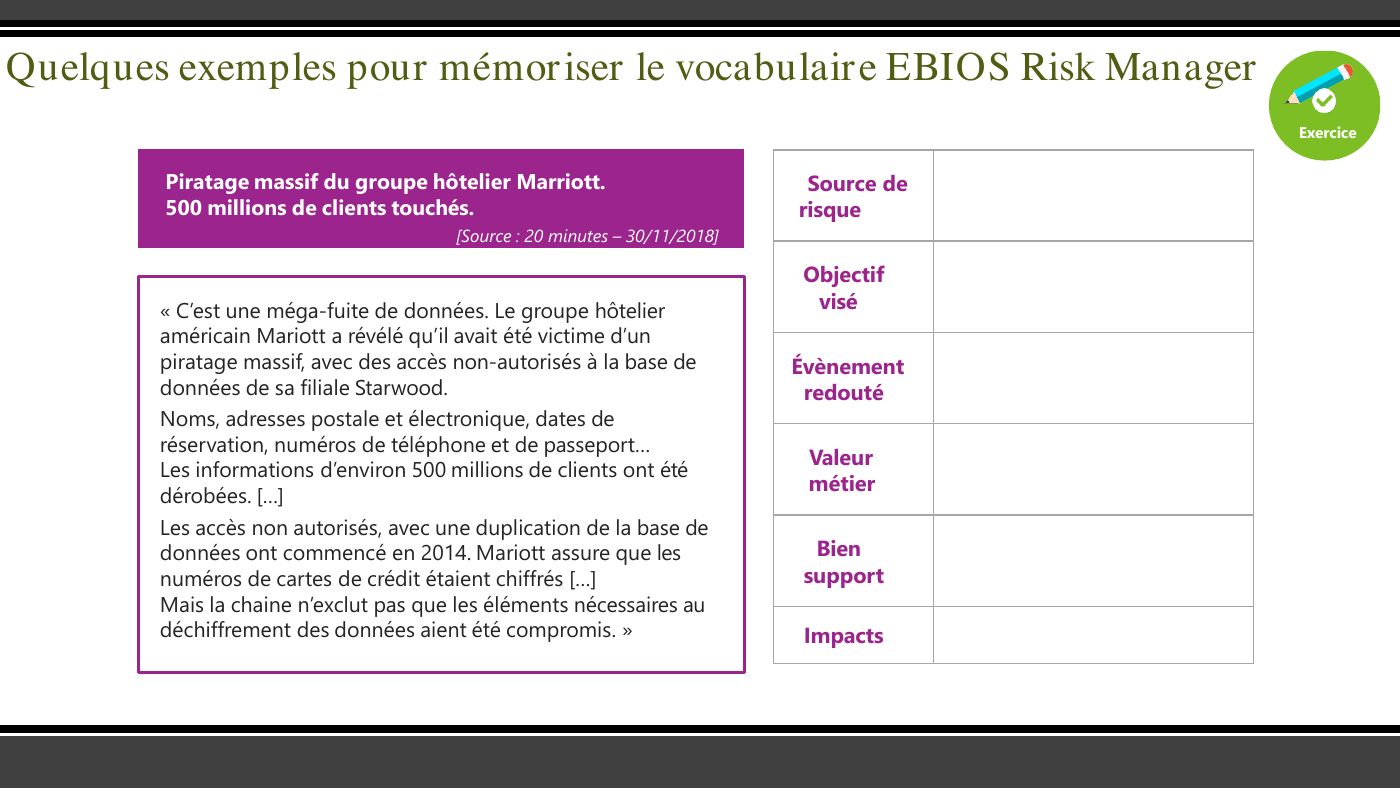 Quelques exemples pour mémoriser le vocabulaire EBIOS Risk Manager
Exercice
Piratage massif du groupe hôtelier Marriott.
500 millions de clients touchés.
[Source : 20 minutes – 30/11/2018]
« C’est une méga-fuite de données. Le groupe hôtelier
américain Mariott a révélé qu’il avait été victime d’un
piratage massif, avec des accès non-autorisés à la base de
données de sa filiale Starwood.
Noms, adresses postale et électronique, dates de
réservation, numéros de téléphone et de passeport…
Les informations d’environ 500 millions de clients ont été
dérobées. […]
Les accès non autorisés, avec une duplication de la base de
données ont commencé en 2014. Mariott assure que les
numéros de cartes de crédit étaient chiffrés […]
Mais la chaine n’exclut pas que les éléments nécessaires au
déchiffrement des données aient été compromis. »
Source de
risque
Objectif
visé
Évènement
redouté
Valeur
métier
Bien
support
Impacts